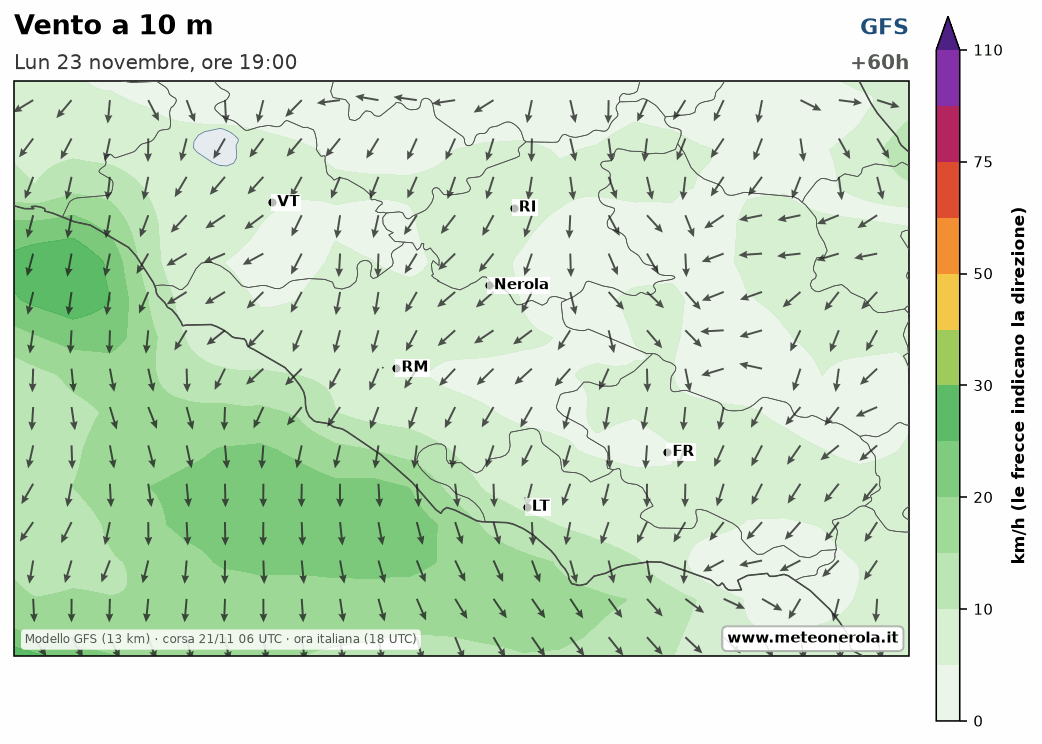 Vento a 10 m
GFS
Lun 23 novembre, ore 19:00
+60h
110
75
50
30
20
10
0
km/h (le frecce indicano la direzione)
VT
RI
Nerola
RM
FR
LT
Modello GFS (13 km) · corsa 21/11 06 UTC · ora italiana (18 UTC)
www.meteonerola.it